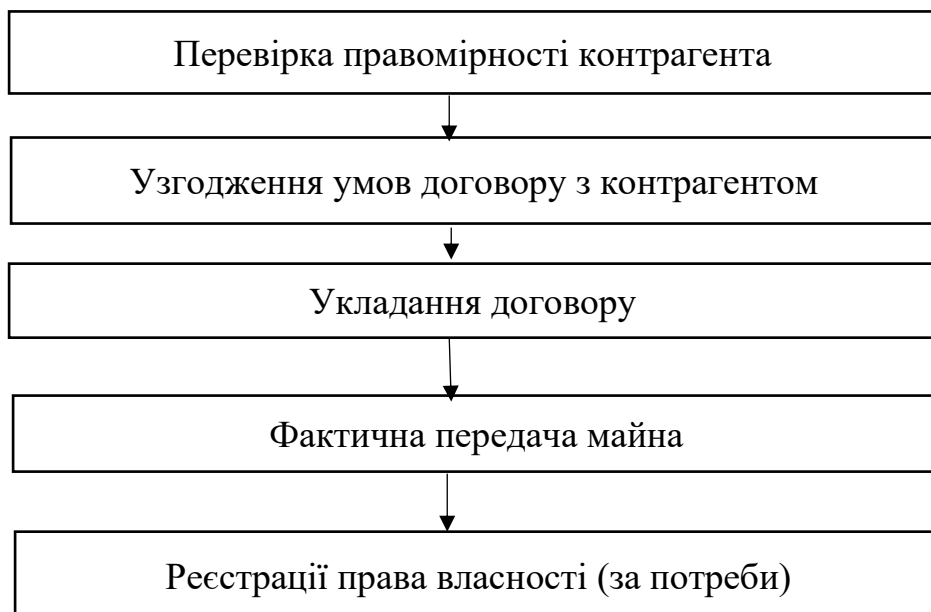 Перевірка правомірності контрагента
Узгодження умов договору з контрагентом
Укладання договору
Фактична передача майна
Реєстрації права власності (за потреби)